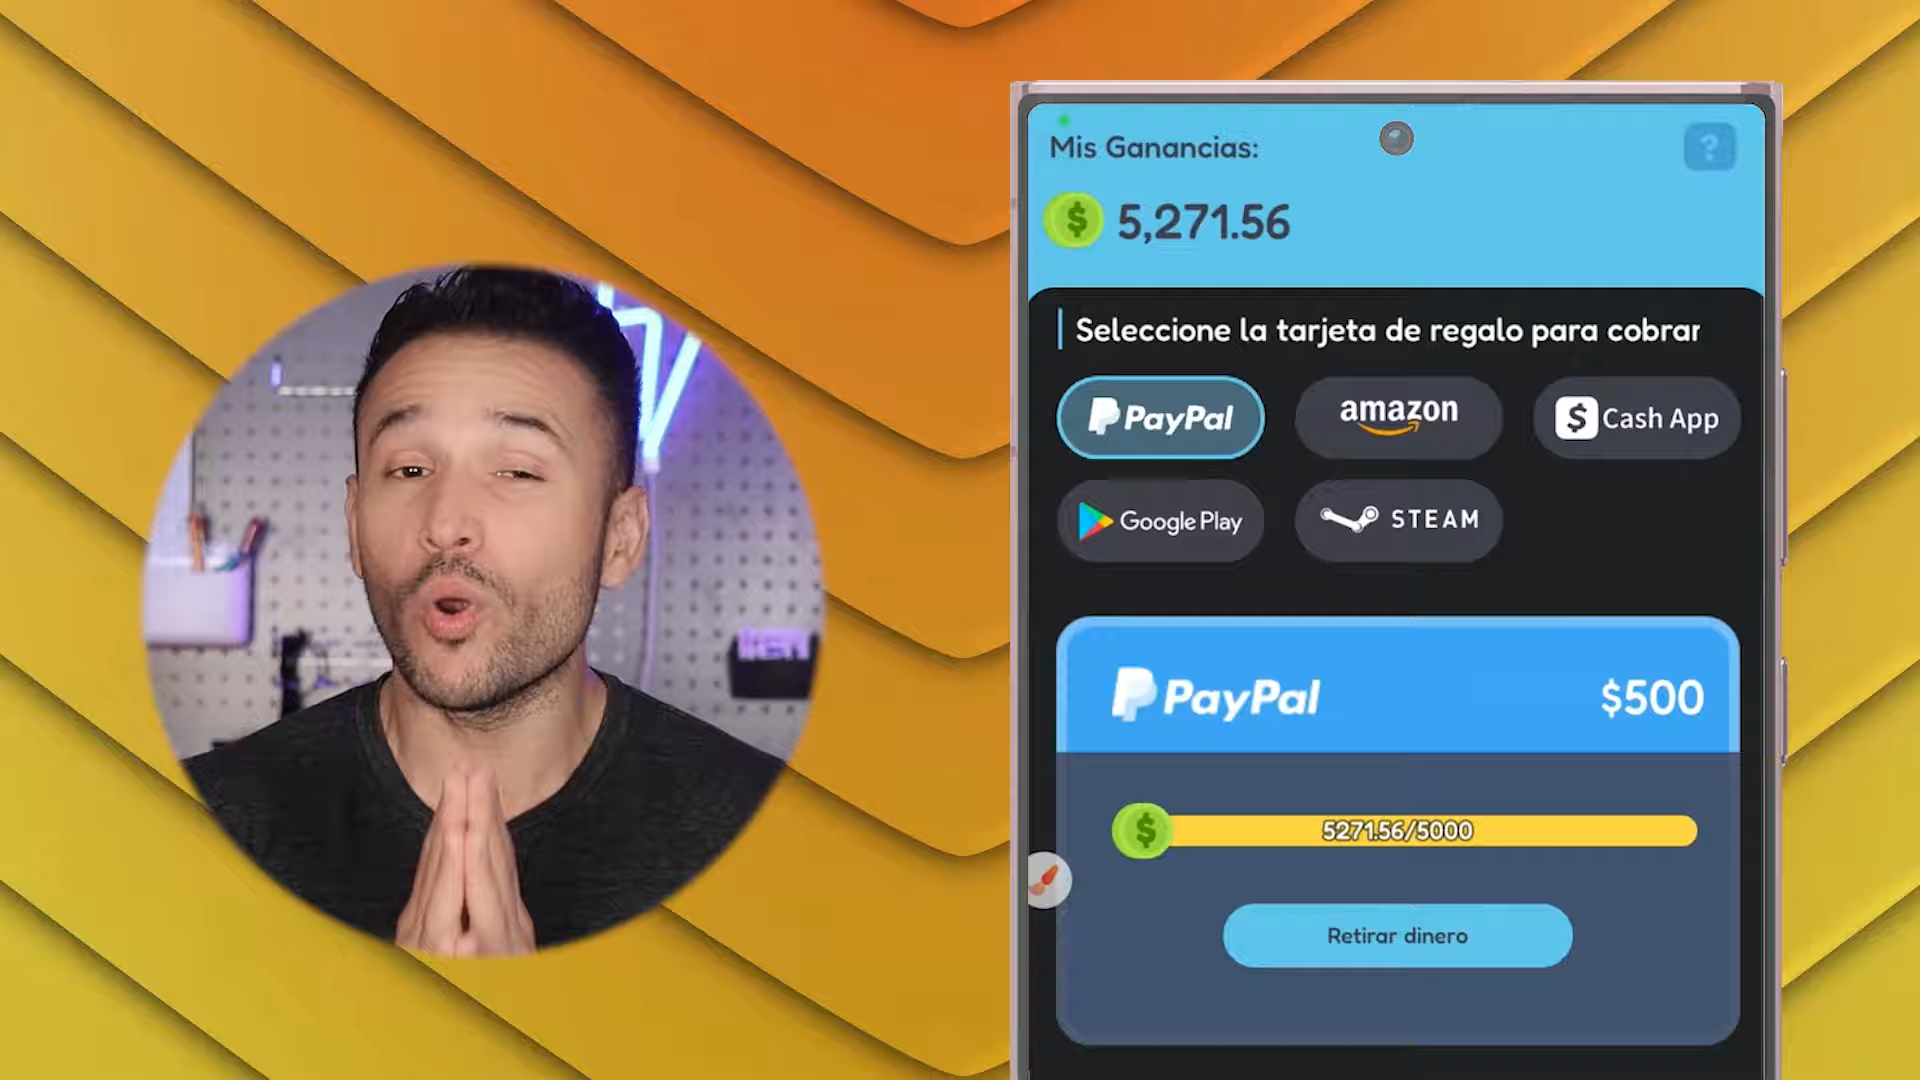 Mis Ganancias:
?
$ 5,271.56
Seleccione la tarjeta de regalo para cobrar
PayPal
amazon
$ Cash App
Google Play
STEAM
PayPal
$500
$ 5271.56/5000
Retirar dinero